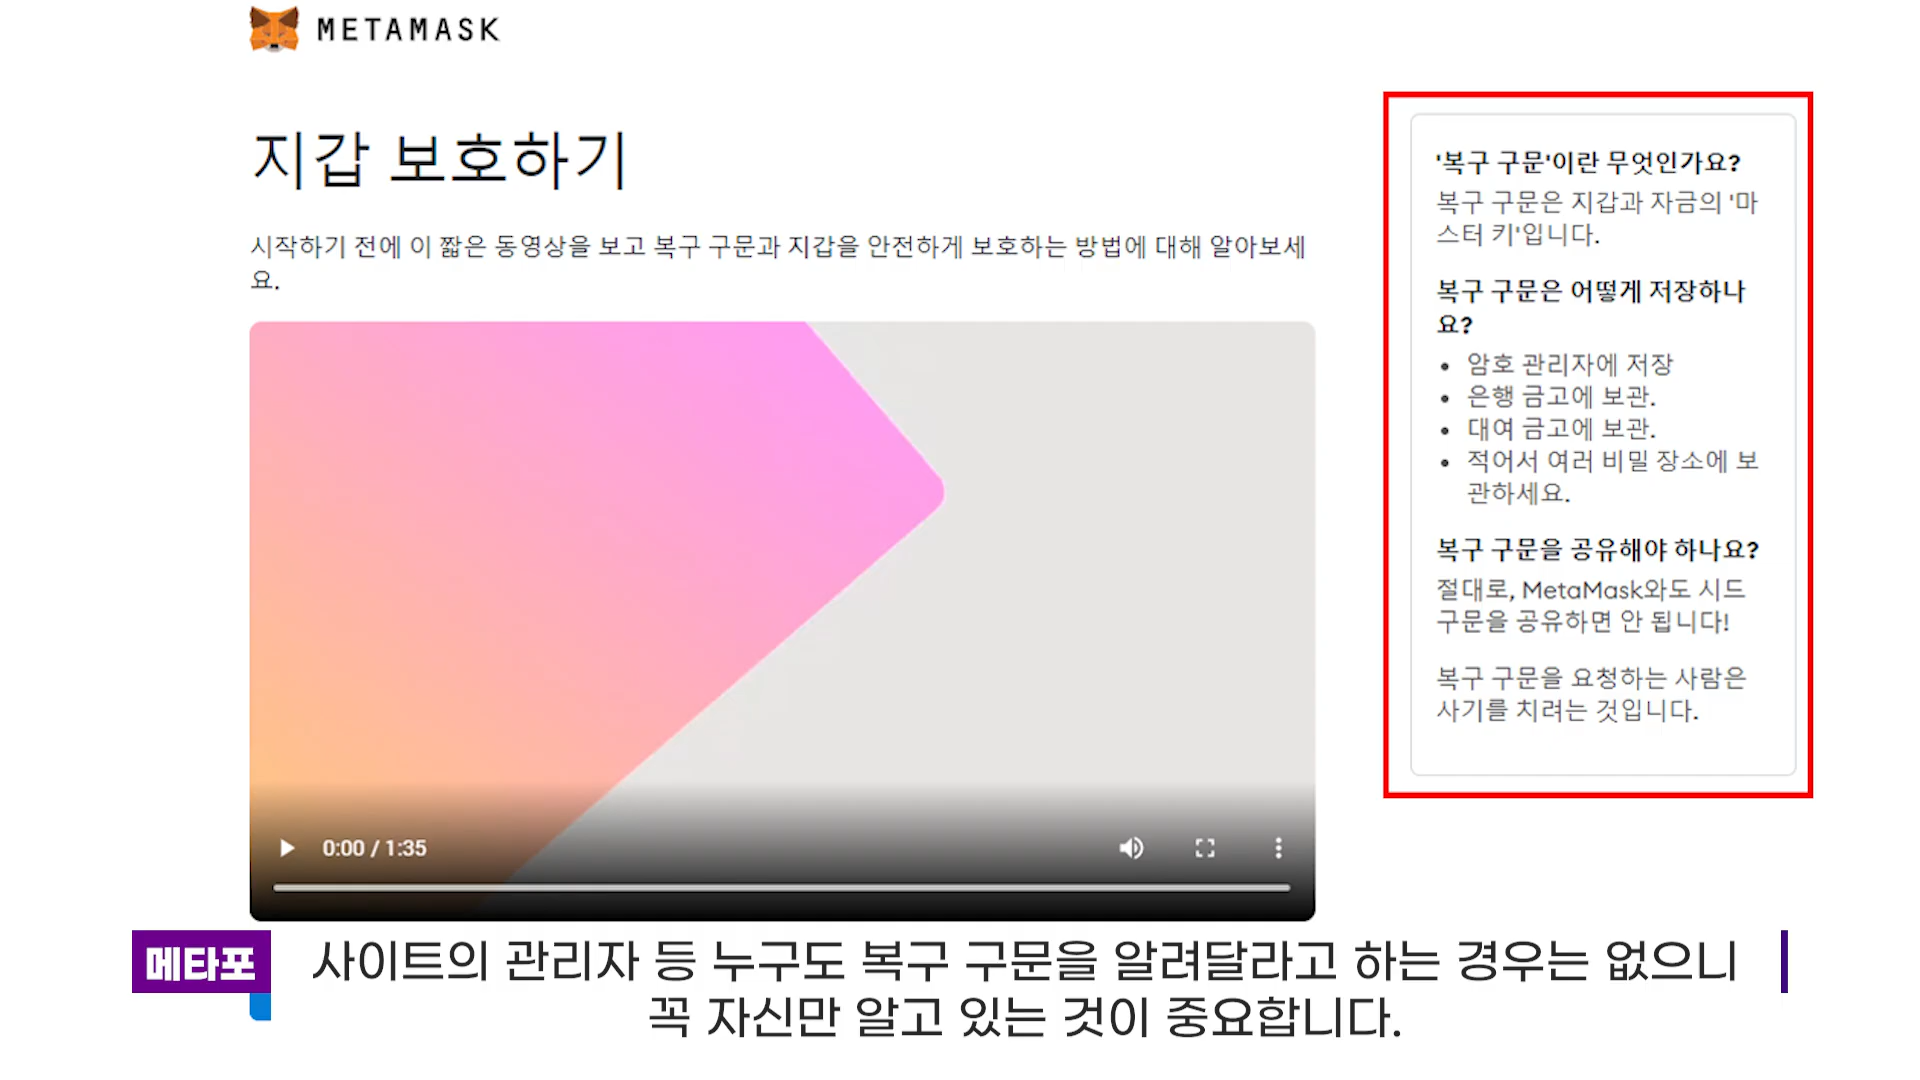 METAMASK
지갑 보호하기
시작하기 전에 이 짧은 동영상을 보고 복구 구문과 지갑을 안전하게 보호하는 방법에 대해 알아보세
요.
0:00 / 1:35
'복구 구문'이란 무엇인가요?
복구 구문은 지갑과 자금의 '마
스터 키'입니다.
복구 구문은 어떻게 저장하나
요?
• 암호 관리자에 저장
• 은행 금고에 보관.
• 대여 금고에 보관.
• 적어서 여러 비밀 장소에 보
관하세요.
복구 구문을 공유해야 하나요?
절대로, MetaMask와도 시드
구문을 공유하면 안 됩니다!
복구 구문을 요청하는 사람은
사기를 치려는 것입니다.
메타포
사이트의 관리자 등 누구도 복구 구문을 알려달라고 하는 경우는 없으니
꼭 자신만 알고 있는 것이 중요합니다.